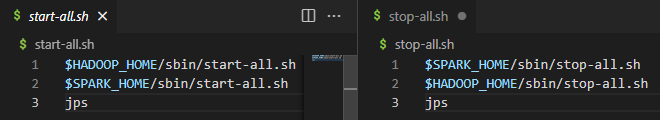 start-all.sh
start-all.sh
1 $HADOOP_HOME/sbin/start-all.sh
2 $SPARK_HOME/sbin/start-all.sh
3 jps
stop-all.sh
stop-all.sh
1 $SPARK_HOME/sbin/stop-all.sh
2 $HADOOP_HOME/sbin/stop-all.sh
3 jps